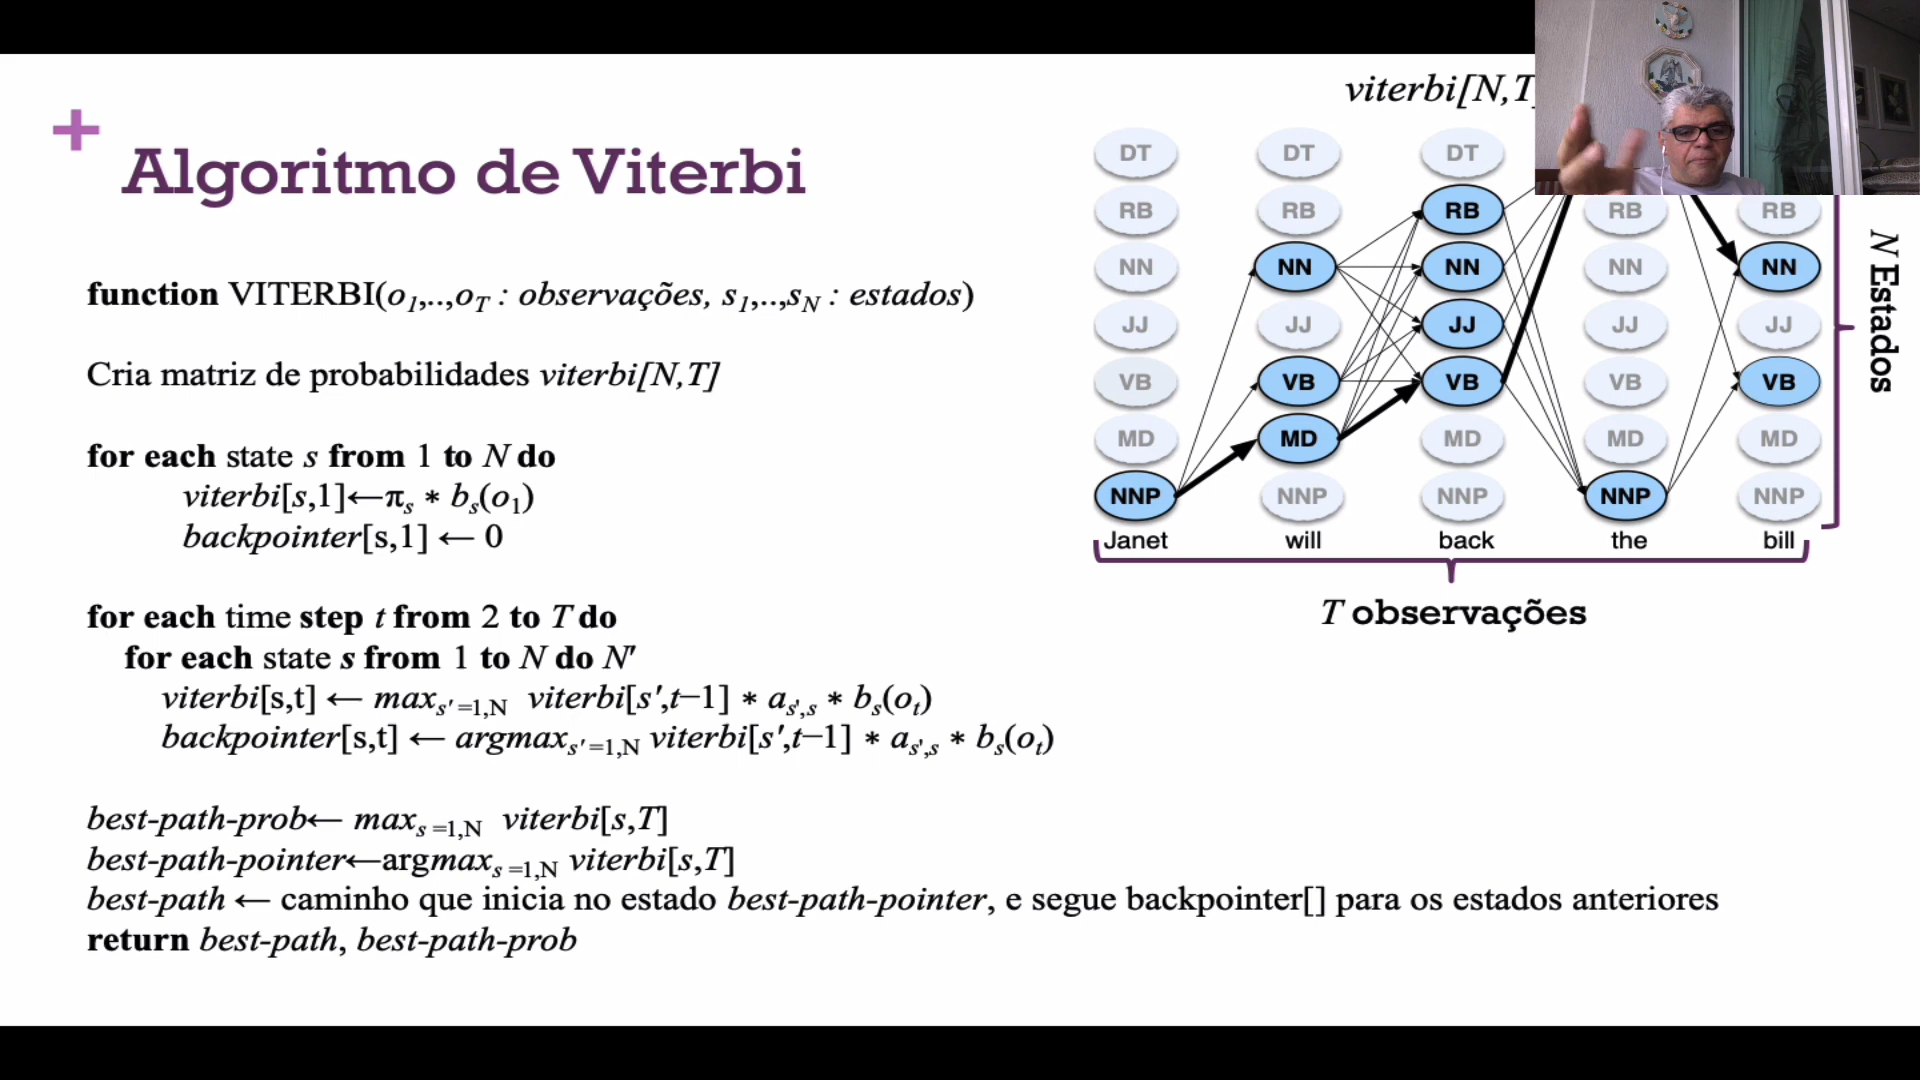 +
Algoritmo de Viterbi
function VITERBI(o1,..,oT : observações, s1,..,sN : estados)
Cria matriz de probabilidades viterbi[N,T]
for each state s from 1 to N do
viterbi[s,1]←πs * bs(o1)
backpointer[s,1] ← 0
for each time step t from 2 to T do
for each state s from 1 to N do N'
viterbi[s,t] ← maxs'=1,N viterbi[s',t−1] * as',s * bs(ot)
backpointer[s,t] ← argmaxs'=1,N viterbi[s',t−1] * as',s * bs(ot)
best-path-prob← maxs=1,N viterbi[s,T]
best-path-pointer←argmaxs=1,N viterbi[s,T]
best-path ← caminho que inicia no estado best-path-pointer, e segue backpointer[] para os estados anteriores
return best-path, best-path-prob
viterbi[N,T
DT DT DT
RB RB RB RB RB
NN NN NN NN NN
JJ JJ JJ JJ JJ
VB VB VB VB VB
MD MD MD MD MD
NNP NNP NNP NNP NNP
Janet will back the bill
T observações
N Estados